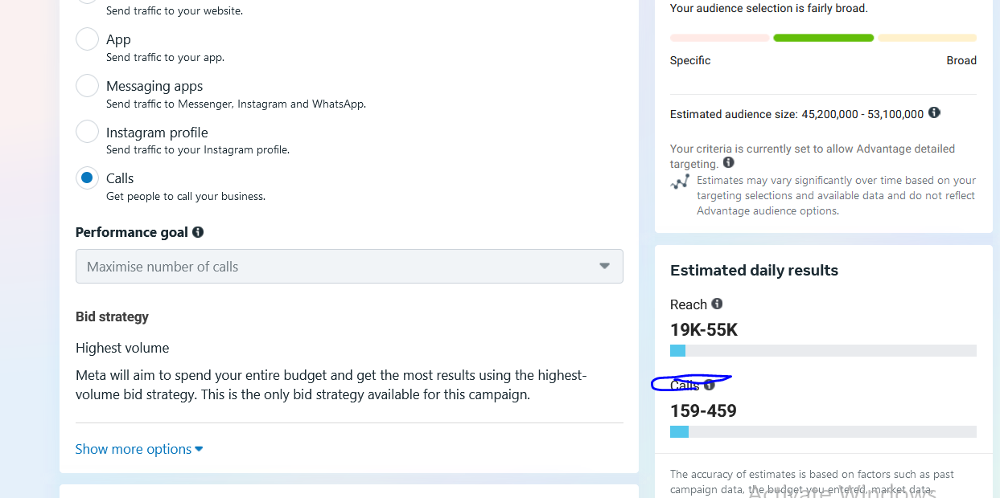 Send traffic to your website.
App
Send traffic to your app.
Messaging apps
Send traffic to Messenger, Instagram and WhatsApp.
Instagram profile
Send traffic to your Instagram profile.
Calls
Get people to call your business.
Performance goal
Maximise number of calls
Bid strategy
Highest volume
Meta will aim to spend your entire budget and get the most results using the highest-
volume bid strategy. This is the only bid strategy available for this campaign.
Show more options
Your audience selection is fairly broad.
Specific
Broad
Estimated audience size: 45,200,000 - 53,100,000
Your criteria is currently set to allow Advantage detailed
targeting.
Estimates may vary significantly over time based on your
targeting selections and available data and do not reflect
Advantage audience options.
Estimated daily results
Reach
19K-55K
Calls
159-459
The accuracy of estimates is based on factors such as past
campaign data, the budget you entered, market data,
Activate Windows